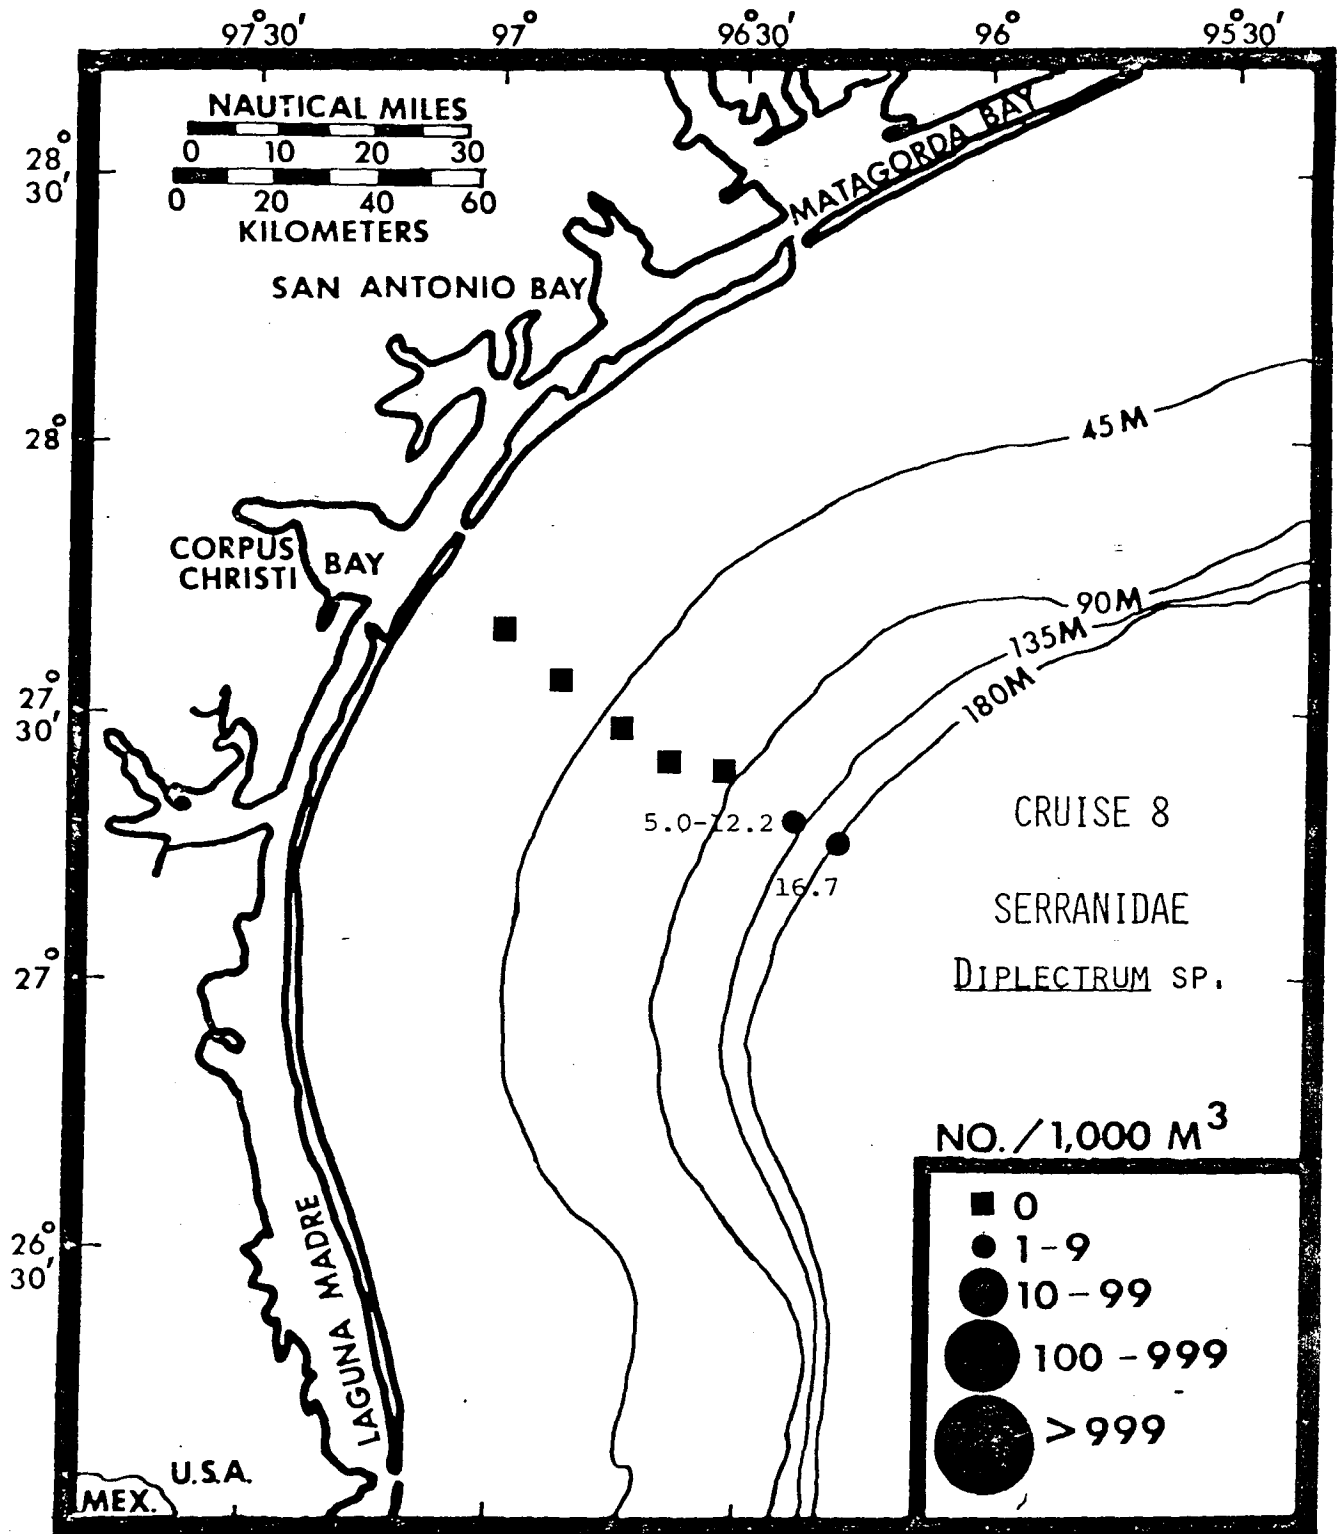 97°30' 97° 96°30' 96° 95°30'
NAUTICAL MILES
0 10 20 30
0 20 40 60
KILOMETERS
28°
30'
MATAGORDA BAY
SAN ANTONIO BAY
45M
28°
CORPUS
CHRISTI
BAY
90M
135M
180M
27°
30'
5.0-12.2
16.7
CRUISE 8
SERRANIDAE
DIPLECTRUM SP.
27°
NO./1,000 M³
0
1-9
10-99
100-999
>999
26°
30'
LAGUNA MADRE
U.S.A.
MEX.